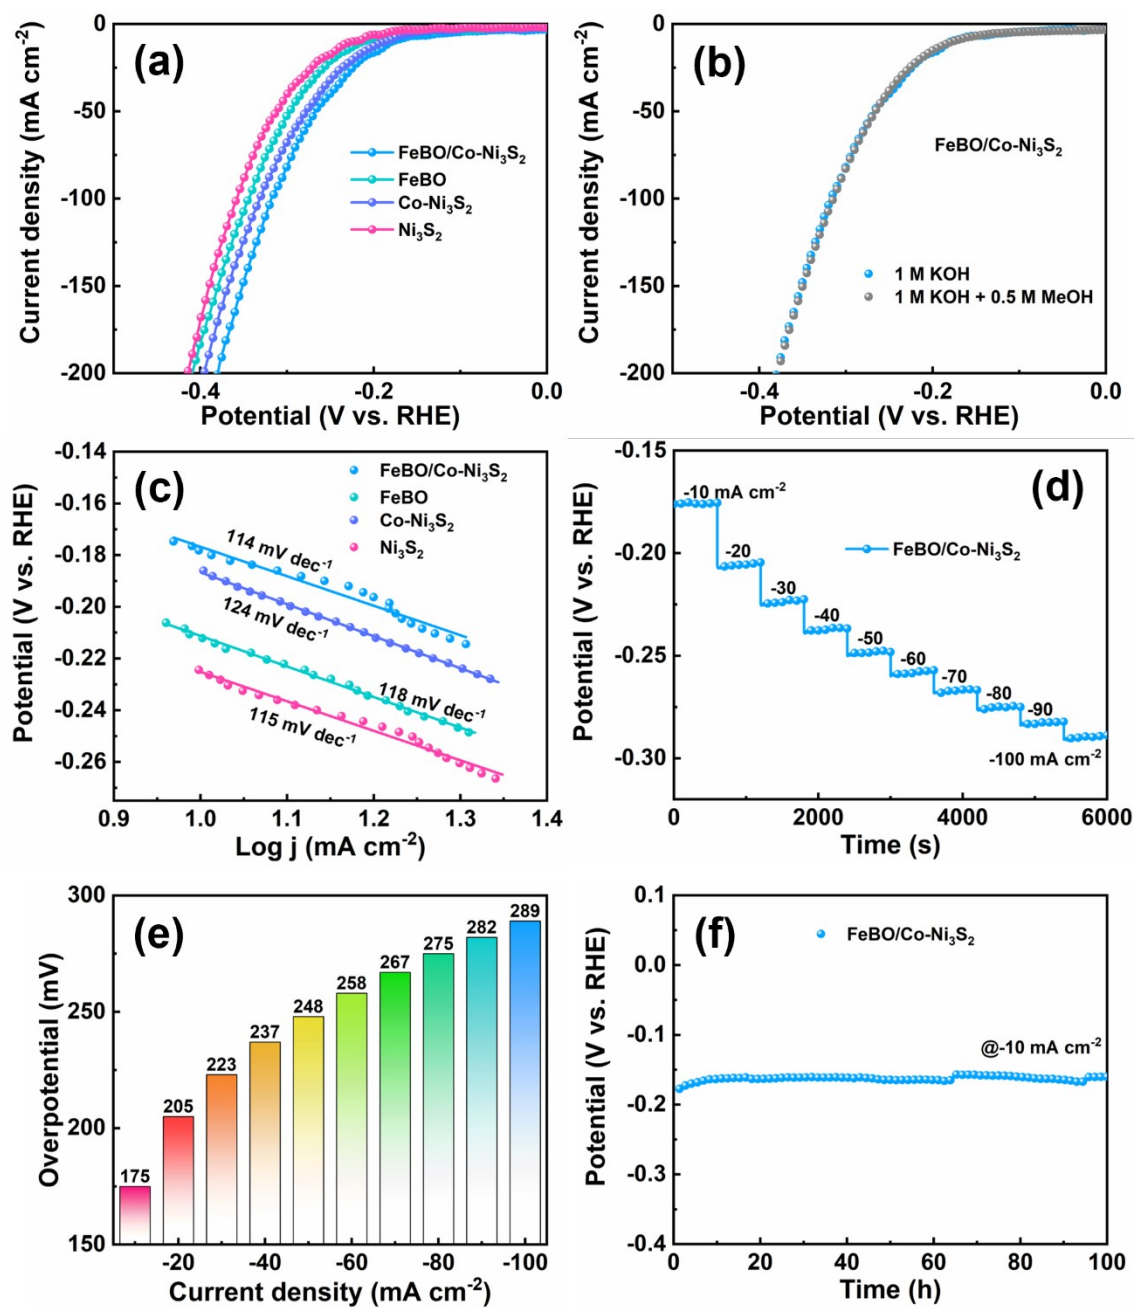 (a)
Current density (mA cm⁻²)
0
-50
-100
-150
-200
FeBO/Co-Ni₃S₂
FeBO
Co-Ni₃S₂
Ni₃S₂
-0.4
-0.2
0.0
Potential (V vs. RHE)
(b)
Current density (mA cm⁻²)
0
-50
-100
-150
-200
FeBO/Co-Ni₃S₂
1 M KOH
1 M KOH + 0.5 M MeOH
-0.4
-0.2
0.0
Potential (V vs. RHE)
(c)
Potential (V vs. RHE)
-0.14
-0.16
-0.18
-0.20
-0.22
-0.24
-0.26
FeBO/Co-Ni₃S₂
FeBO
Co-Ni₃S₂
Ni₃S₂
114 mV dec⁻¹
124 mV dec⁻¹
118 mV dec⁻¹
115 mV dec⁻¹
0.9
1.0
1.1
1.2
1.3
1.4
Log j (mA cm⁻²)
(d)
Potential (V vs. RHE)
-0.15
-0.20
-0.25
-0.30
-10 mA cm⁻²
FeBO/Co-Ni₃S₂
-20
-30
-40
-50
-60
-70
-80
-90
-100 mA cm⁻²
0
2000
4000
6000
Time (s)
(e)
Overpotential (mV)
300
250
200
150
175
205
223
237
248
258
267
275
282
289
-20
-40
-60
-80
-100
Current density (mA cm⁻²)
(f)
Potential (V vs. RHE)
0.1
0.0
-0.1
-0.2
-0.3
-0.4
FeBO/Co-Ni₃S₂
@-10 mA cm⁻²
0
20
40
60
80
100
Time (h)